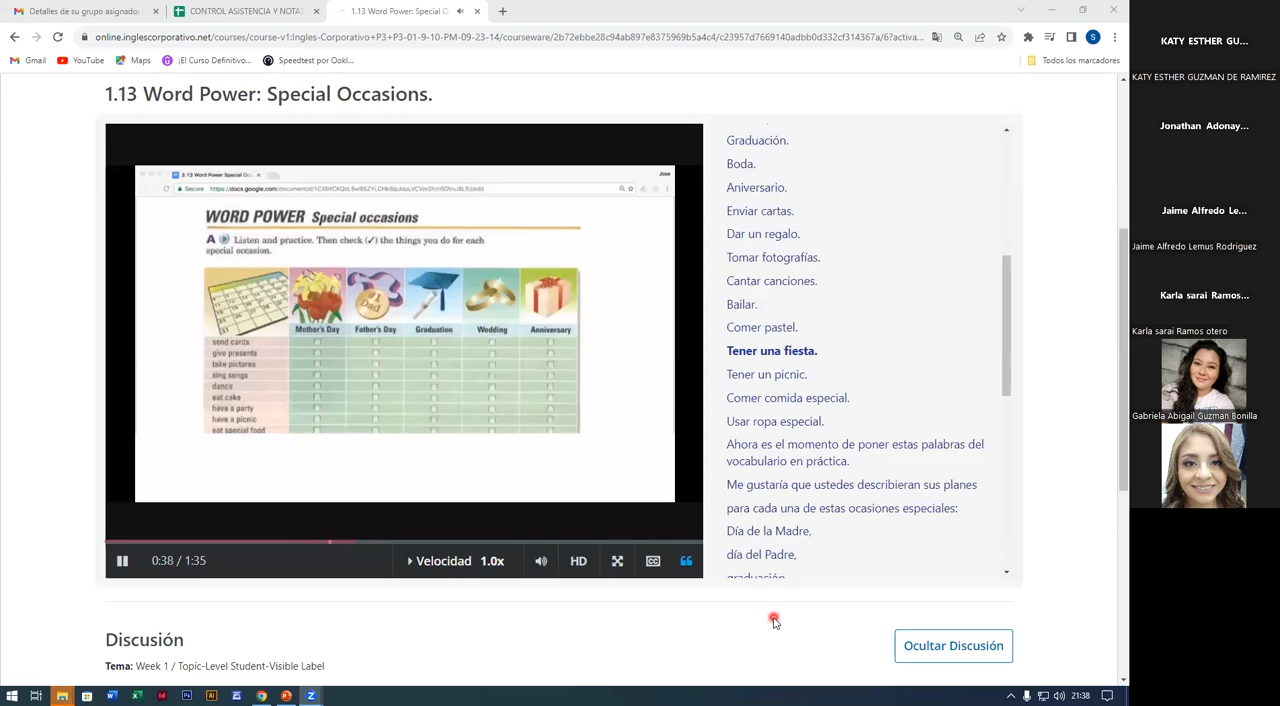 Detalles de su grupo asignado
CONTROL ASISTENCIA Y NOTAS
1.13 Word Power: Special O
online.inglescorporativo.net/courses/course-v1:Ingles-Corporativo+P3+P3-01-9-10-PM-09-23-14/courseware/2b72ebbe28c94ab897e8375969b5a4c4/c23957d7669140adbb0d332cf314367a/6?activa...
Gmail
YouTube
Maps
¡El Curso Definitivo...
Speedtest por Ookl...
Todos los marcadores
1.13 Word Power: Special Occasions.
3.13 Word Power Special Oc
Jose
Secure
WORD POWER Special occasions
A Listen and practice. Then check (✓) the things you do for each
special occasion.
Mother's Day Father's Day Graduation Wedding Anniversary
send cards
give presents
take pictures
sing songs
dance
eat cake
have a party
have a picnic
eat special food
0:38 / 1:35
Velocidad 1.0x
HD
Graduación.
Boda.
Aniversario.
Enviar cartas.
Dar un regalo.
Tomar fotografías.
Cantar canciones.
Bailar.
Comer pastel.
Tener una fiesta.
Tener un picnic.
Comer comida especial.
Usar ropa especial.
Ahora es el momento de poner estas palabras del
vocabulario en práctica.
Me gustaría que ustedes describieran sus planes
para cada una de estas ocasiones especiales:
Día de la Madre,
día del Padre,
graduación
Discusión
Ocultar Discusión
Tema: Week 1 / Topic-Level Student-Visible Label
KATY ESTHER GU...
KATY ESTHER GUZMAN DE RAMIREZ
Jonathan Adonay...
Jaime Alfredo Le...
Jaime Alfredo Lemus Rodriguez
Karla sarai Ramos...
Karla sarai Ramos otero
Gabriela Abigail Guzman Bonilla
21:38